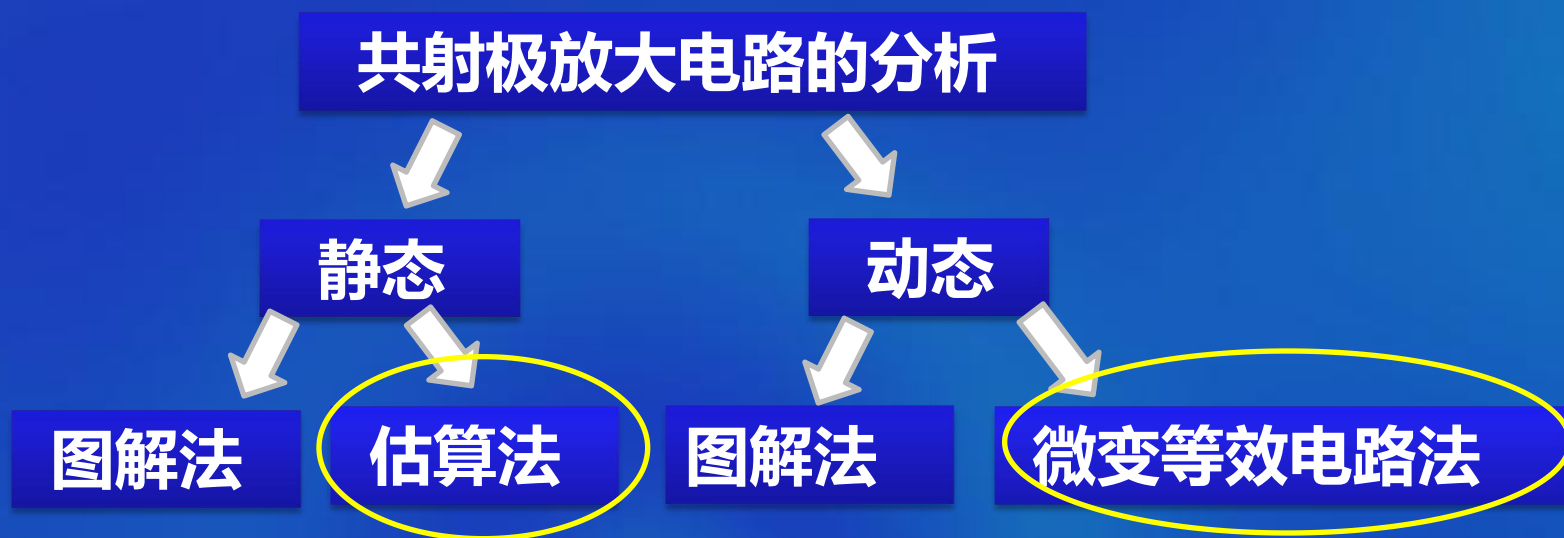 共射极放大电路的分析
静态
动态
图解法
估算法
图解法
微变等效电路法